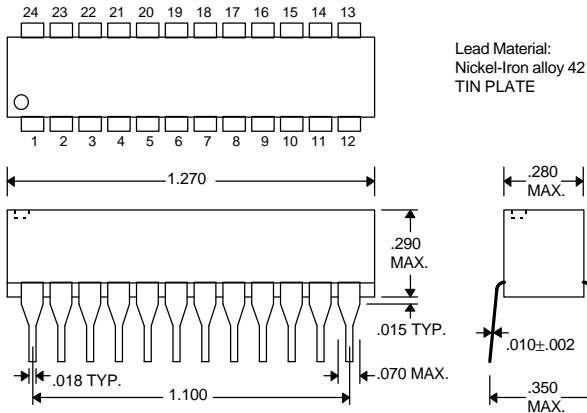 24 23 22 21 20 19 18 17 16 15 14 13
Lead Material:
Nickel-Iron alloy 42
TIN PLATE
1 2 3 4 5 6 7 8 9 10 11 12
1.270
.280
MAX.
.290
MAX.
.015 TYP.
.010±.002
.018 TYP.
.070 MAX.
1.100
.350
MAX.